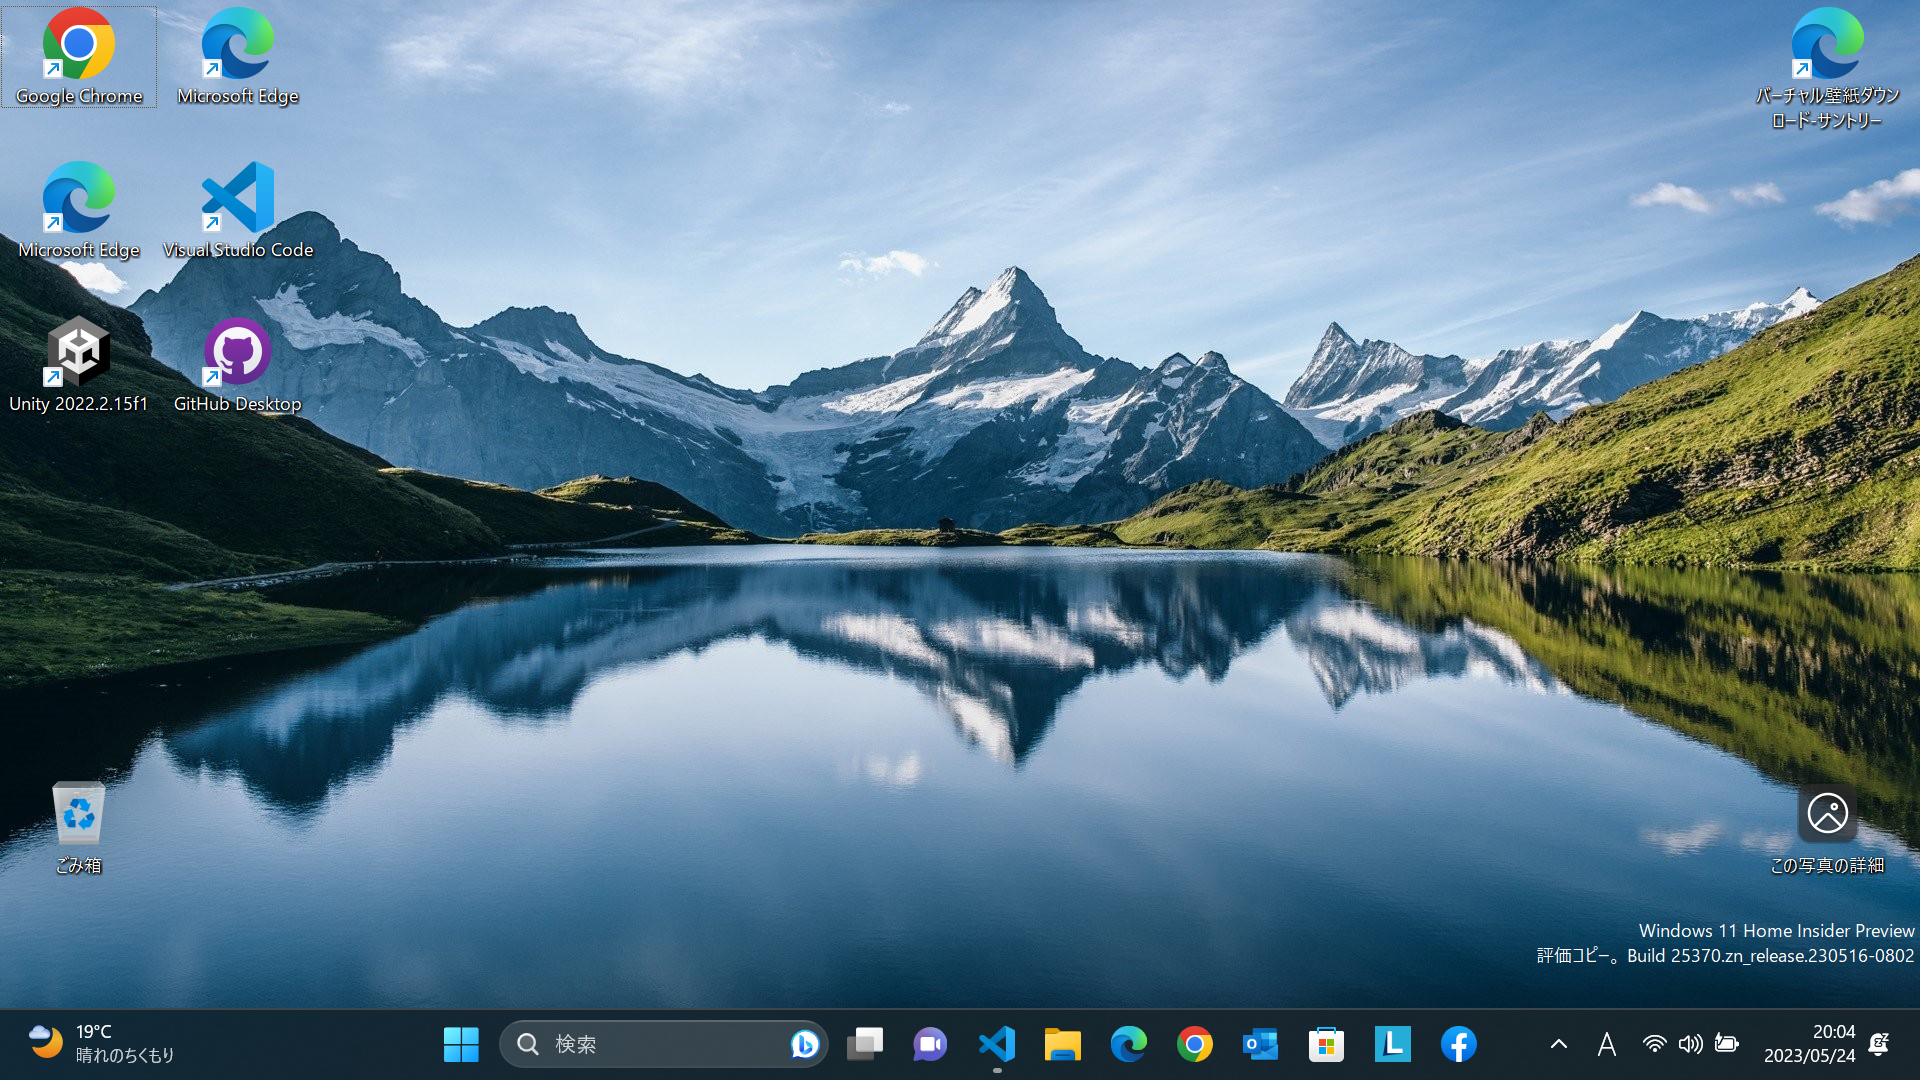 Google Chrome
Microsoft Edge
バーチャル壁紙ダウン
ロード-サントリー
Microsoft Edge
Visual Studio Code
Unity 2022.2.15f1
GitHub Desktop
ごみ箱
この写真の詳細
Windows 11 Home Insider Preview
評価コピー。Build 25370.zn_release.230516-0802
19°C
晴れのちくもり
検索
A
20:04
2023/05/24